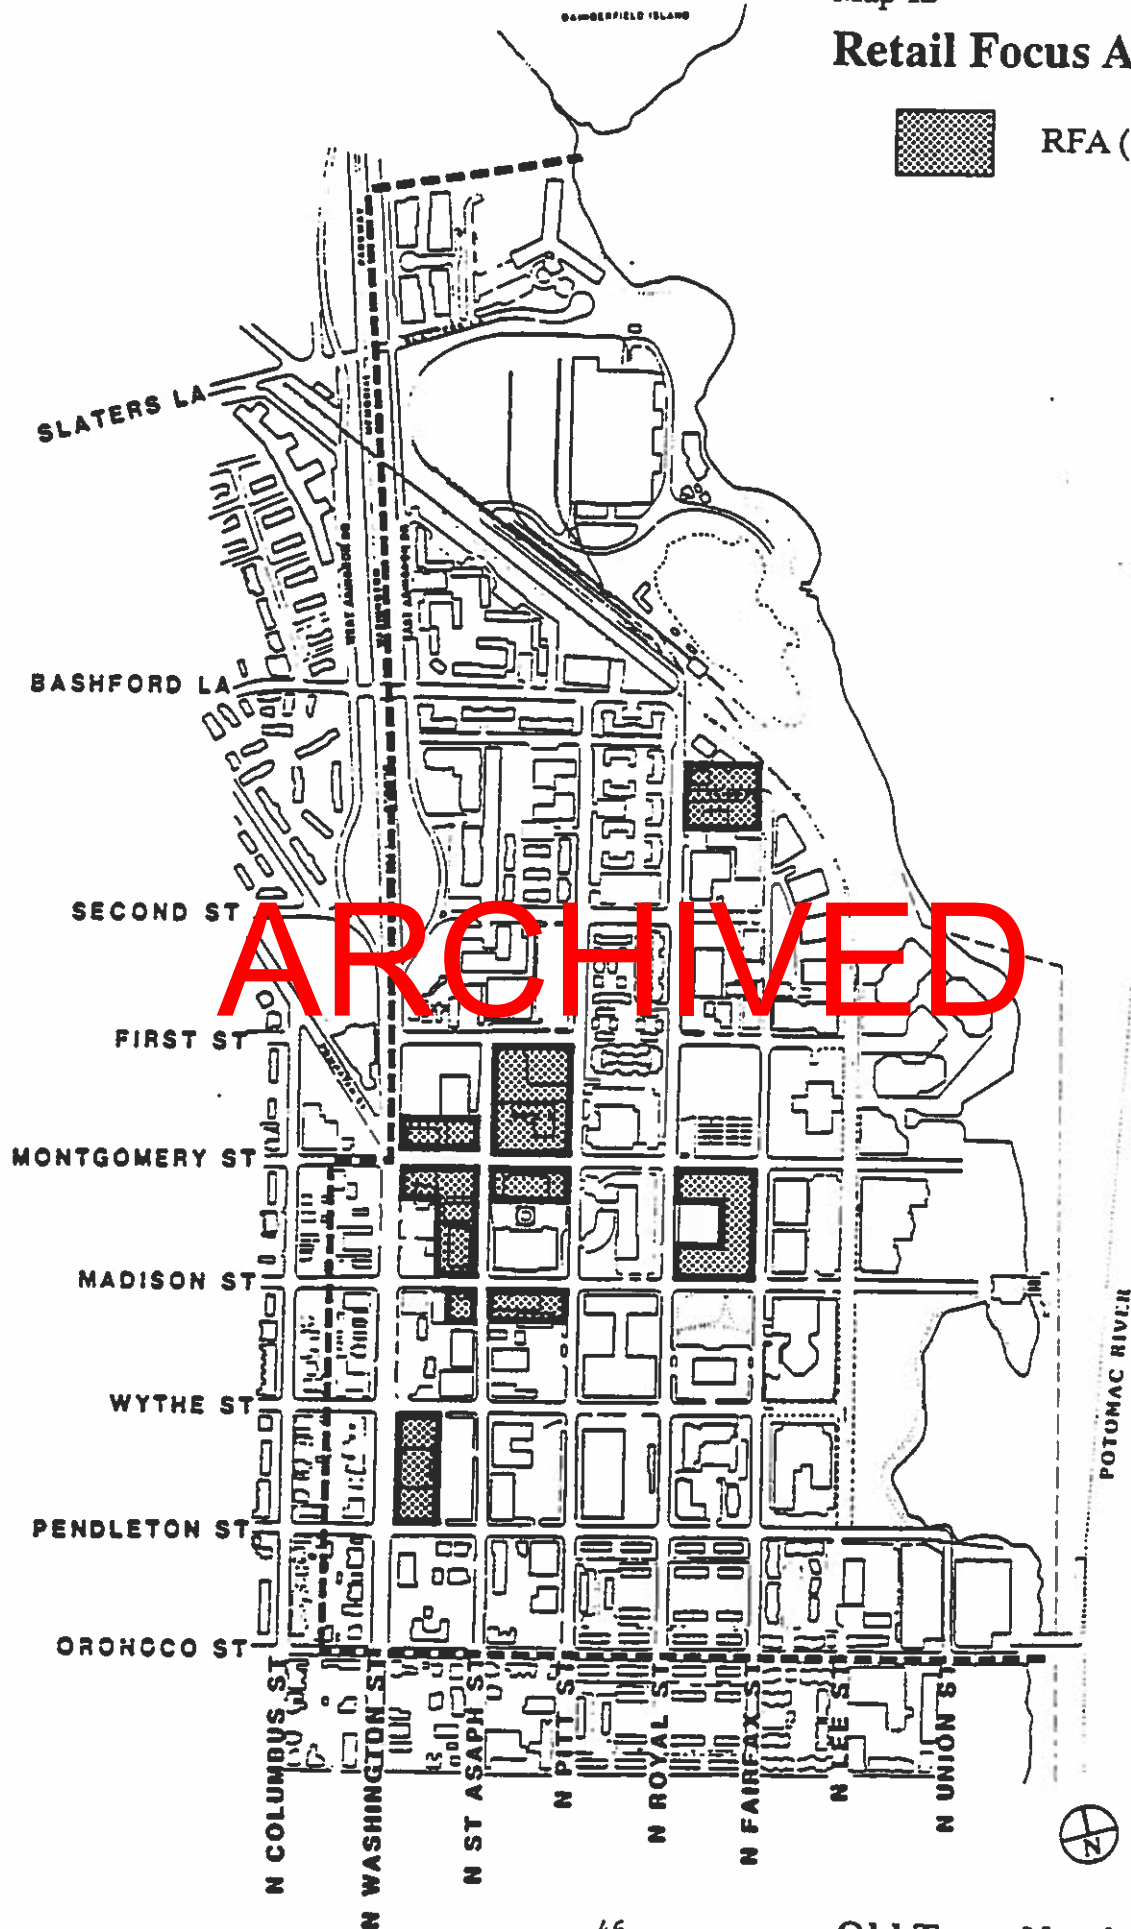 Retail Focus A
RFA (
SLATERS LA
BASHFORD LA
SECOND ST
ARCHIVED
FIRST ST
MONTGOMERY ST
MADISON ST
WYTHE ST
PENDLETON ST
ORONOCO ST
POTOMAC RIVER
N COLUMBUS ST
N WASHINGTON ST
N ST ASAPH ST
N PITT ST
N ROYAL ST
N FAIRFAX ST
N LEE ST
N UNION ST
N
46